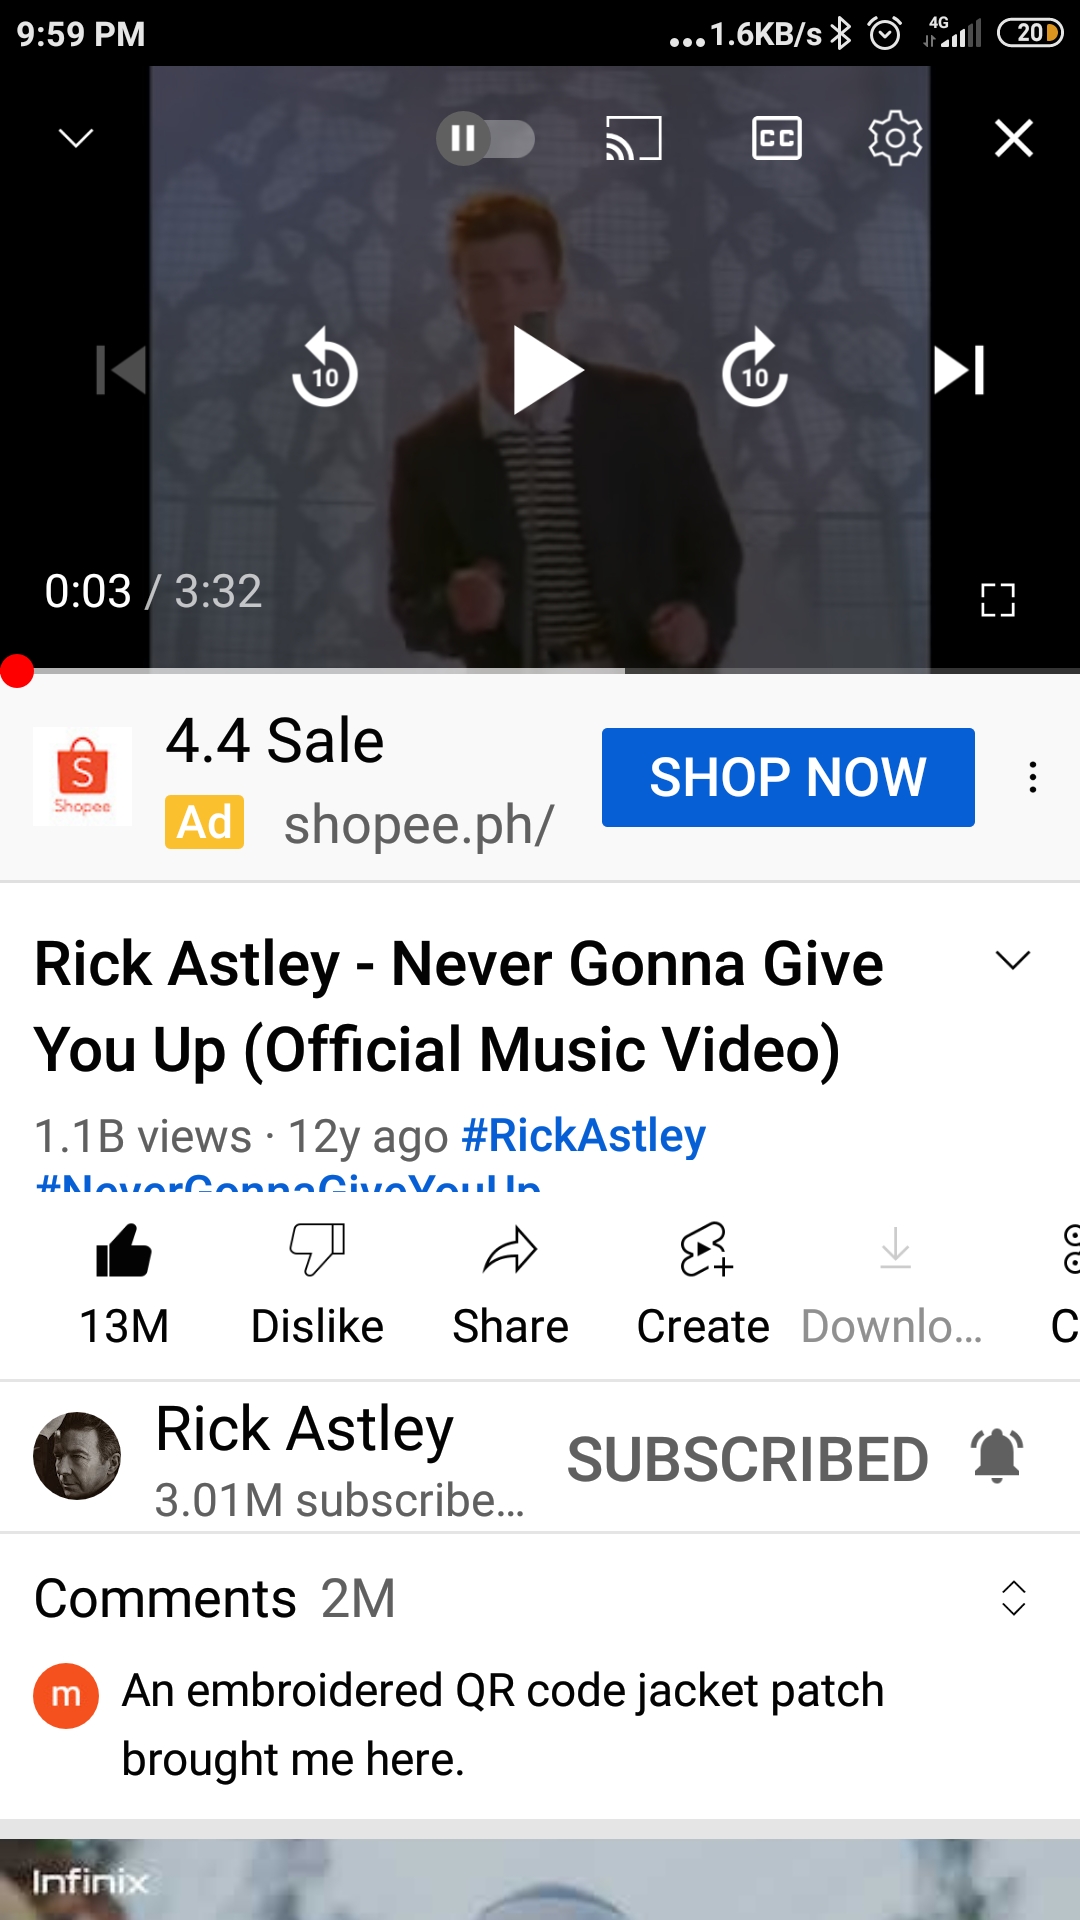 9:59 PM
...1.6KB/s 4G 20
CC
10 10
0:03 / 3:32
4.4 Sale
S
Shopee
SHOP NOW
Ad shopee.ph/
Rick Astley - Never Gonna Give
You Up (Official Music Video)
1.1B views · 12y ago #RickAstley
#NeverGonnaGiveYouUp
13M Dislike Share Create Downlo... C
Rick Astley
SUBSCRIBED
3.01M subscribe...
Comments 2M
m
An embroidered QR code jacket patch
brought me here.
Infinix